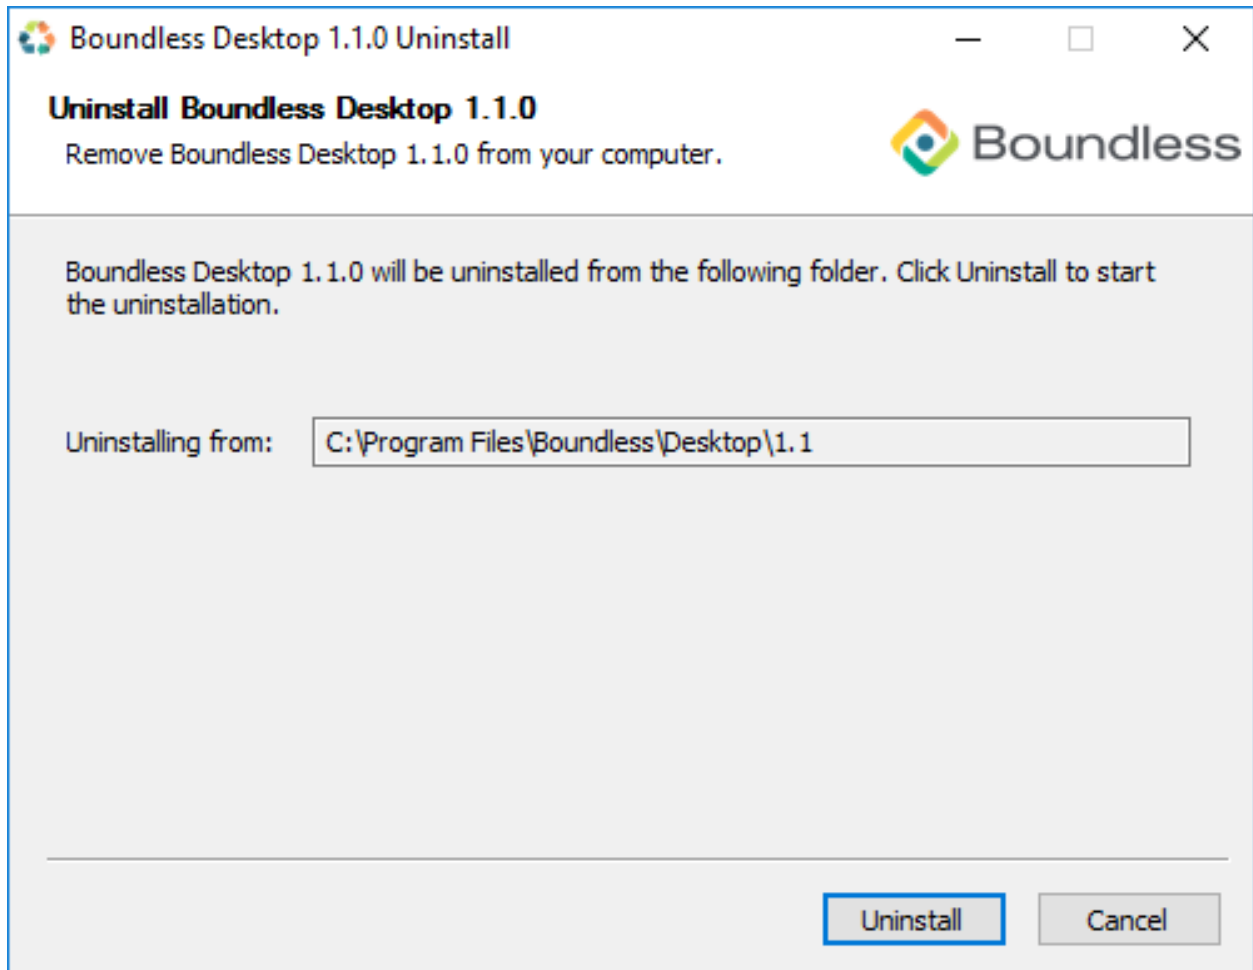 Boundless Desktop 1.1.0 Uninstall
Uninstall Boundless Desktop 1.1.0
Remove Boundless Desktop 1.1.0 from your computer.
Boundless
Boundless Desktop 1.1.0 will be uninstalled from the following folder. Click Uninstall to start
the uninstallation.
Uninstalling from: C:\Program Files\Boundless\Desktop\1.1
Uninstall Cancel